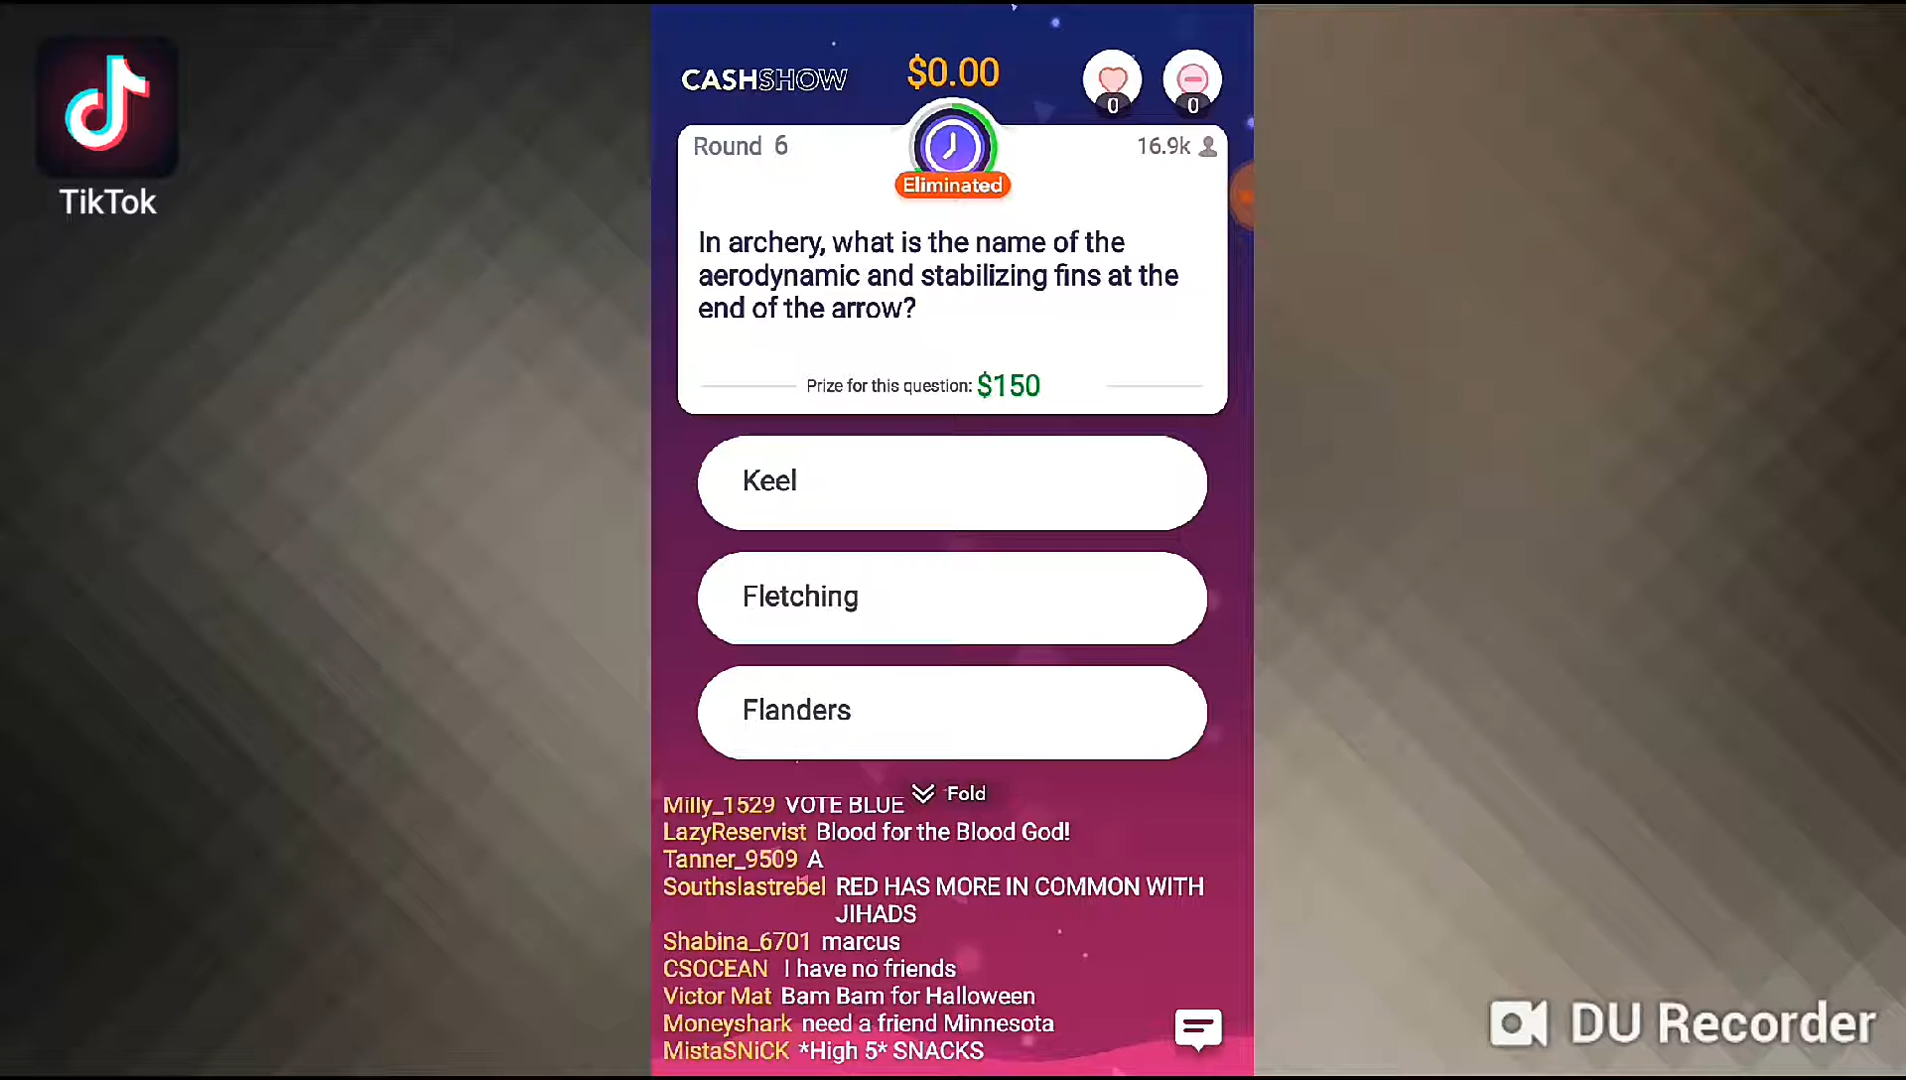 TikTok
CASHSHOW
$0.00
0
0
Round 6
16.9k
Eliminated
In archery, what is the name of the
aerodynamic and stabilizing fins at the
end of the arrow?
Prize for this question: $150
Keel
Fletching
Flanders
Fold
Milly_1529 VOTE BLUE
LazyReservist Blood for the Blood God!
Tanner_9509 A
Southslastrebel RED HAS MORE IN COMMON WITH
JIHADS
Shabina_6701 marcus
CSOCEAN I have no friends
Victor Mat Bam Bam for Halloween
Moneyshark need a friend Minnesota
MistaSNiCK *High 5* SNACKS
DU Recorder